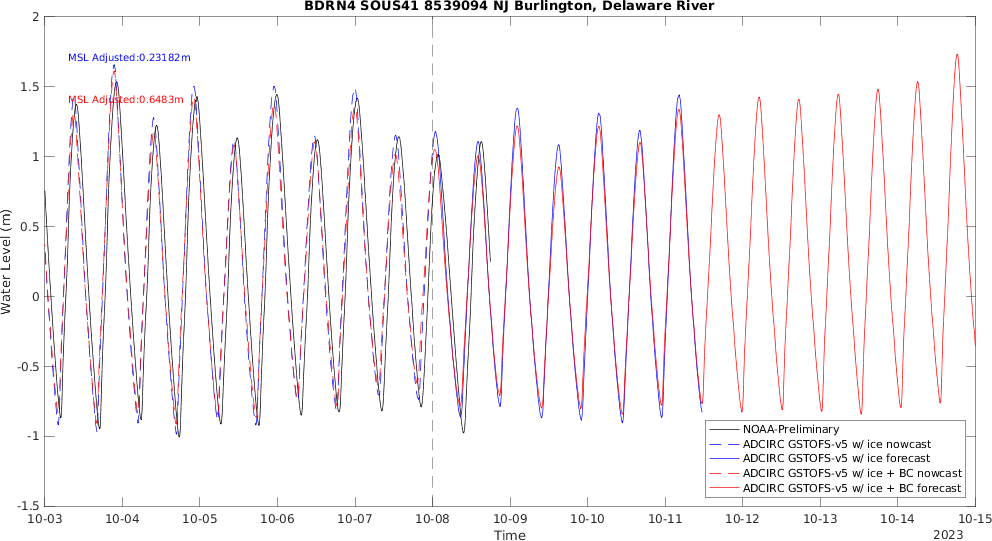 BDRN4 SOUS41 8539094 NJ Burlington, Delaware River
2
MSL Adjusted:0.23182m
1.5
MSL Adjusted:0.6483m
1
0.5
Water Level (m)
0
-0.5
-1
NOAA-Preliminary
ADCIRC GSTOFS-v5 w/ ice nowcast
ADCIRC GSTOFS-v5 w/ ice forecast
ADCIRC GSTOFS-v5 w/ ice + BC nowcast
ADCIRC GSTOFS-v5 w/ ice + BC forecast
-1.5
10-03 10-04 10-05 10-06 10-07 10-08 10-09 10-10 10-11 10-12 10-13 10-14 10-15
Time
2023